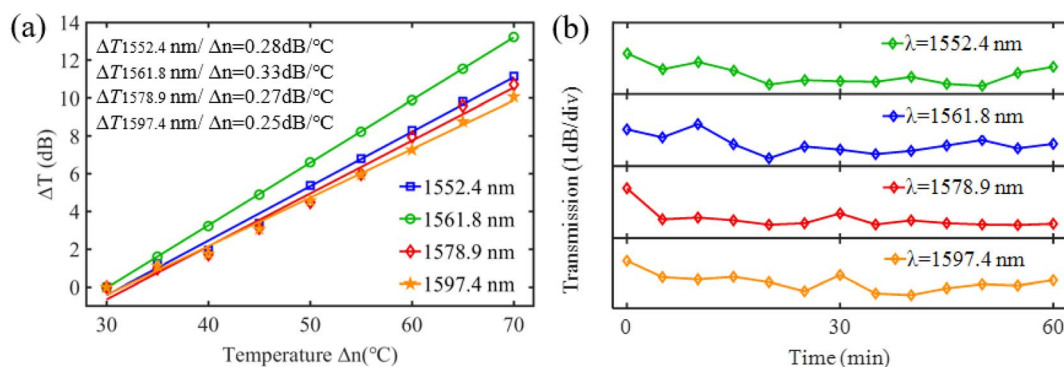 (a)
14
12
10
8
6
4
2
0
ΔT (dB)
ΔT1552.4 nm/ Δn=0.28dB/℃
ΔT1561.8 nm/ Δn=0.33dB/℃
ΔT1578.9 nm/ Δn=0.27dB/℃
ΔT1597.4 nm/ Δn=0.25dB/℃
1552.4 nm
1561.8 nm
1578.9 nm
1597.4 nm
30 40 50 60 70
Temperature Δn(℃)
(b)
Transmission (1dB/div)
λ=1552.4 nm
λ=1561.8 nm
λ=1578.9 nm
λ=1597.4 nm
0 30 60
Time (min)